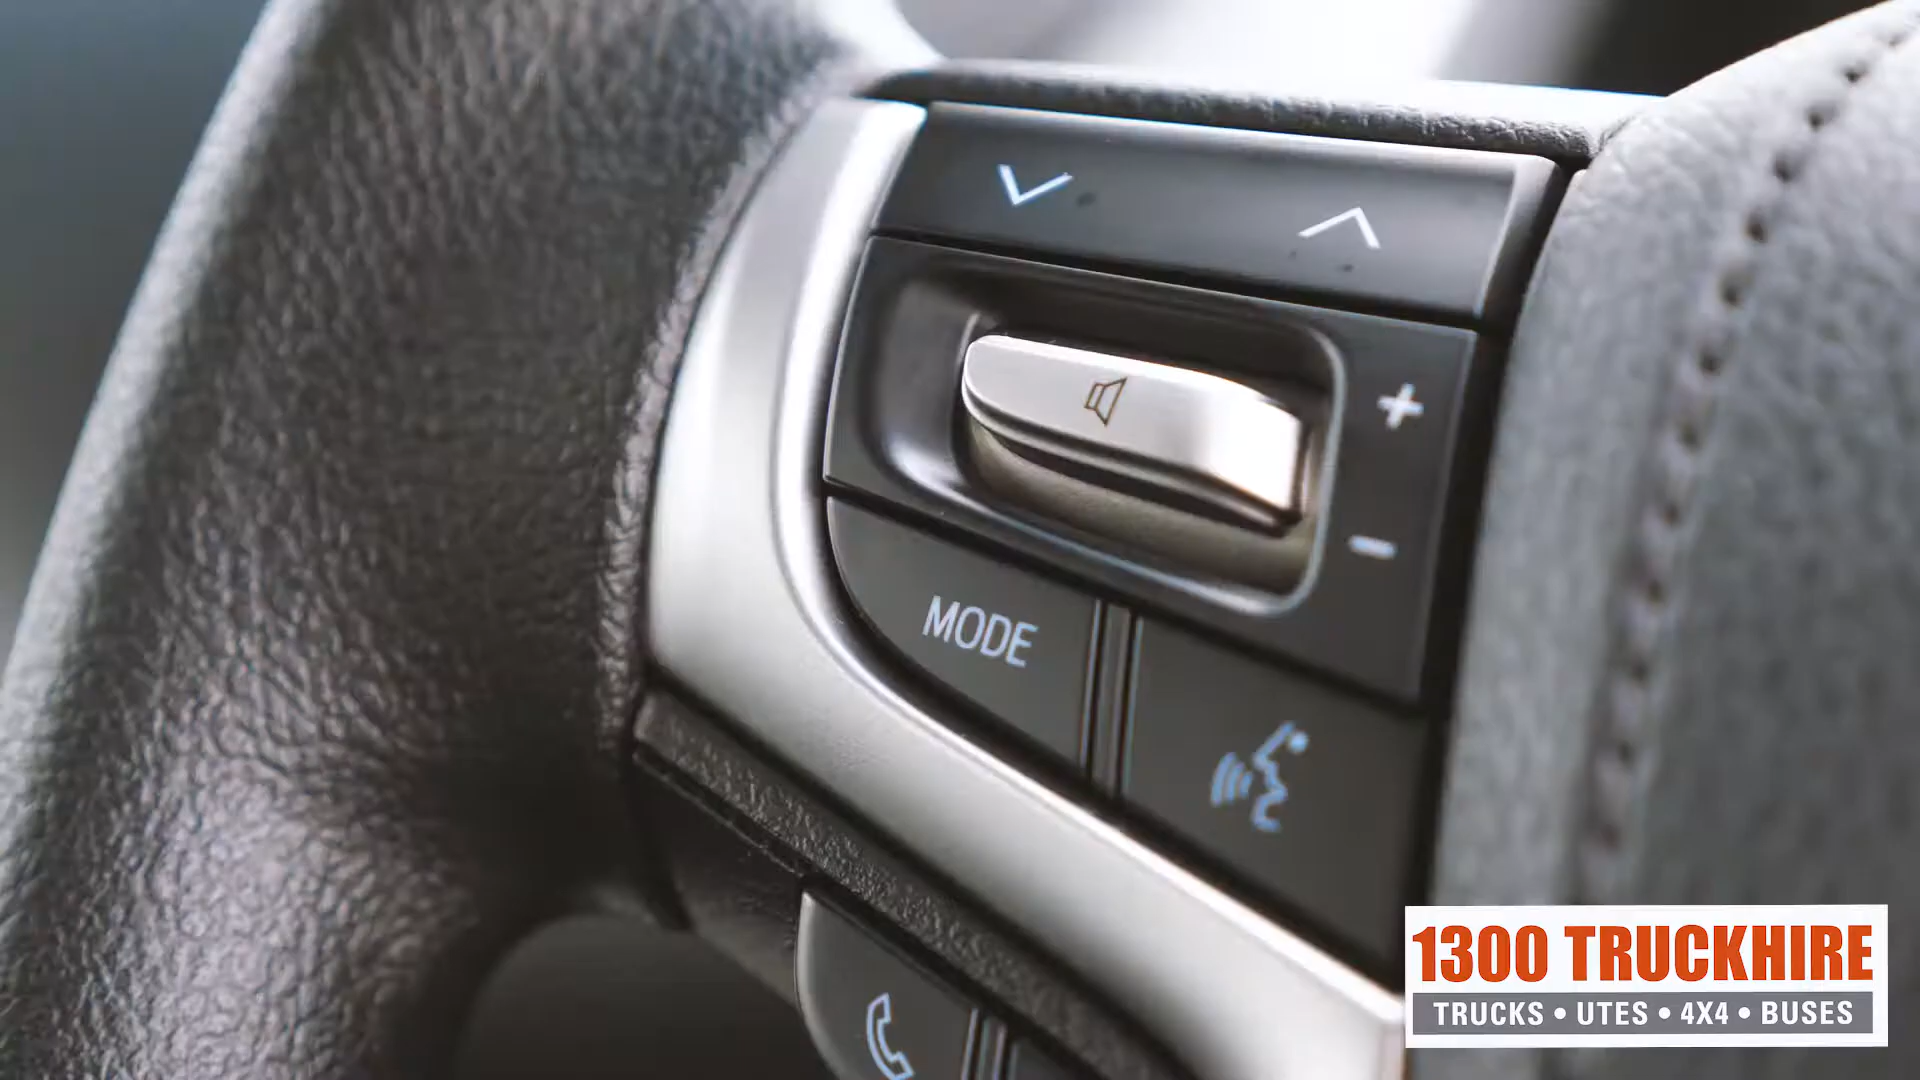 MODE
1300 TRUCKHIRE
TRUCKS • UTES • 4X4 • BUSES